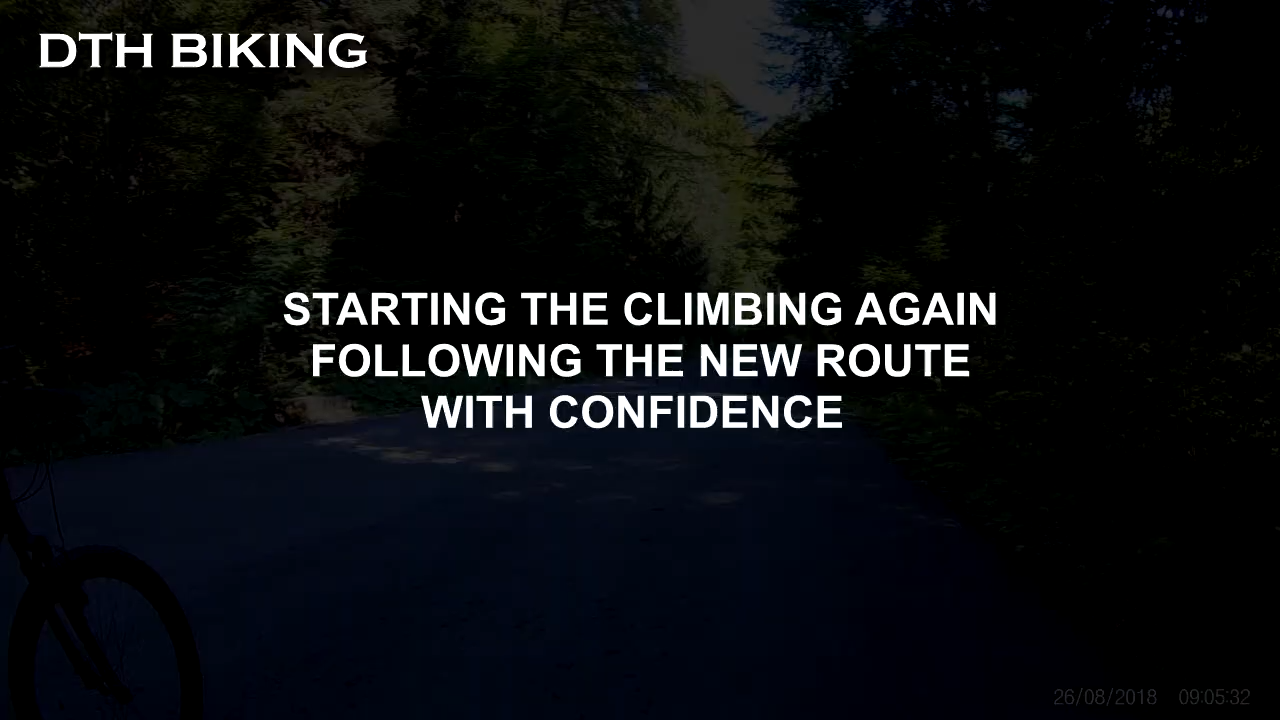 DTH BIKING
STARTING THE CLIMBING AGAIN
FOLLOWING THE NEW ROUTE
WITH CONFIDENCE
26/08/2018 09:05:32